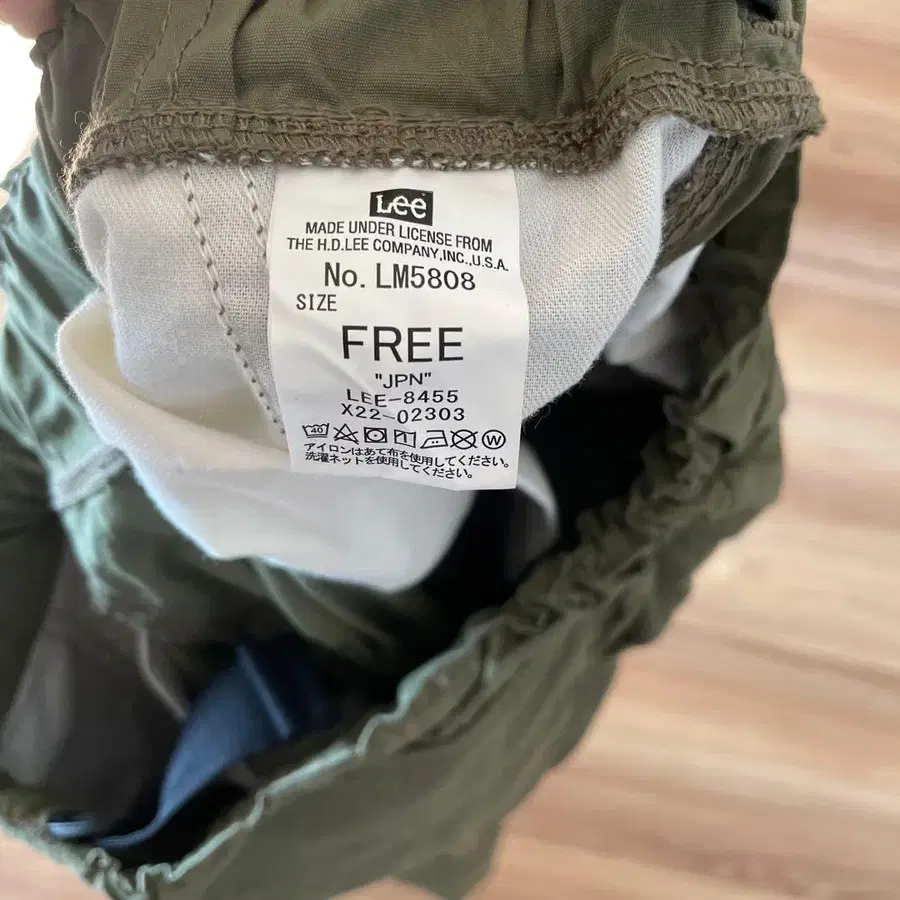 Lee
MADE UNDER LICENSE FROM
THE H.D.LEE COMPANY,INC.,U.S.A.
No. LM5808
SIZE
FREE
"JPN"
LEE-8455
X22-02303
40 W
アイロンはあて布を使用してください。
洗濯ネットを使用してください。